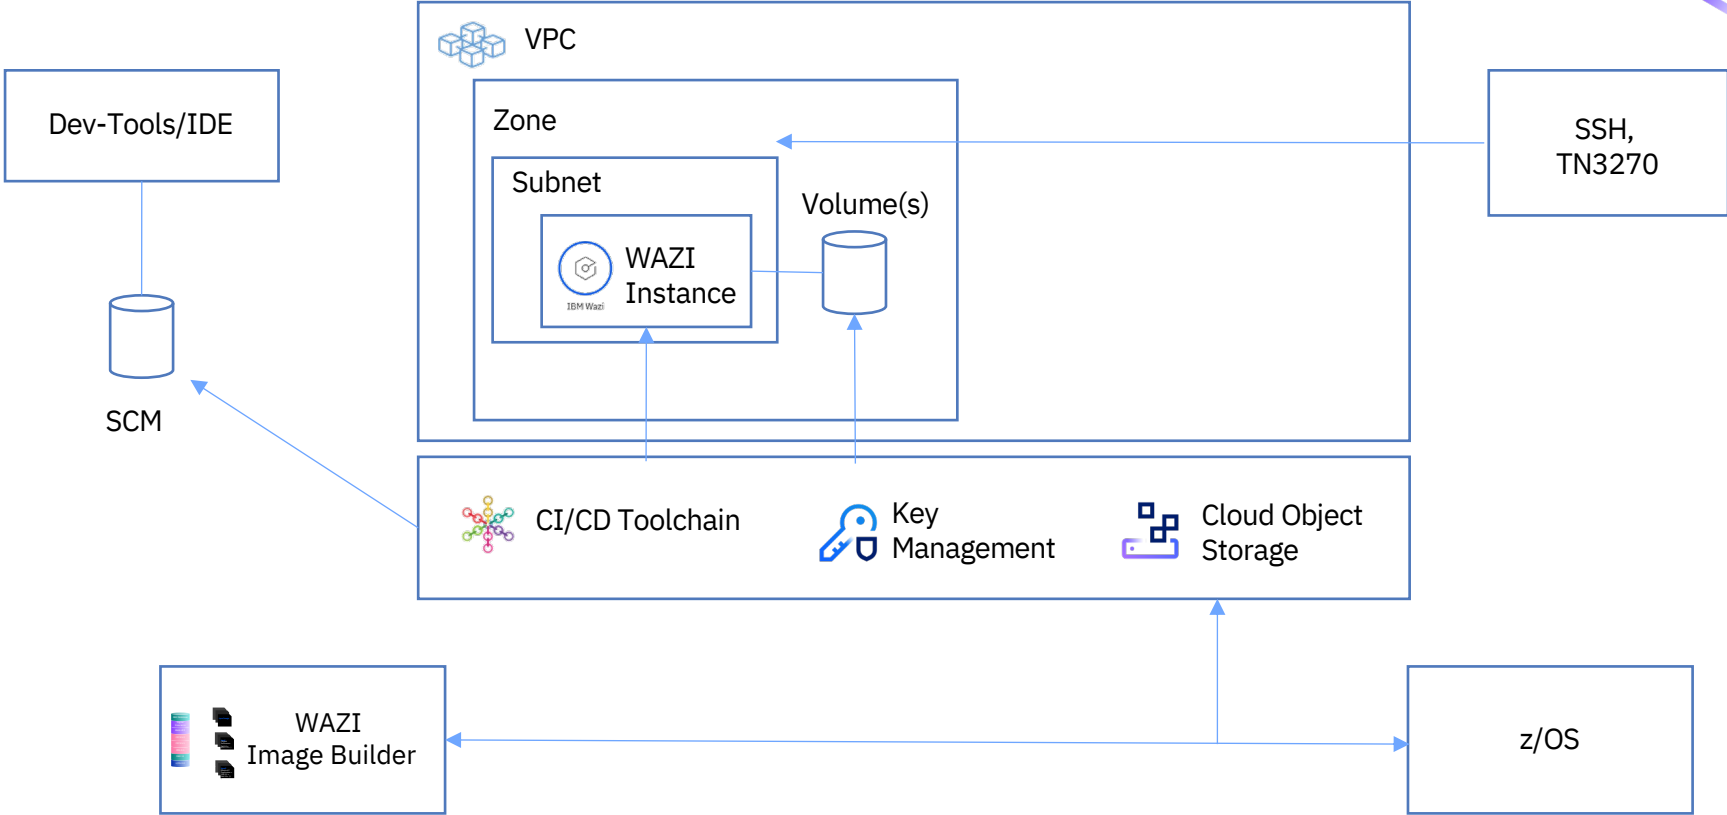 VPC
Dev-Tools/IDE
Zone
SSH,
TN3270
Subnet
Volume(s)
WAZI
Instance
IBM Wazi
SCM
CI/CD Toolchain
Key
Management
Cloud Object
Storage
WAZI
Image Builder
z/OS